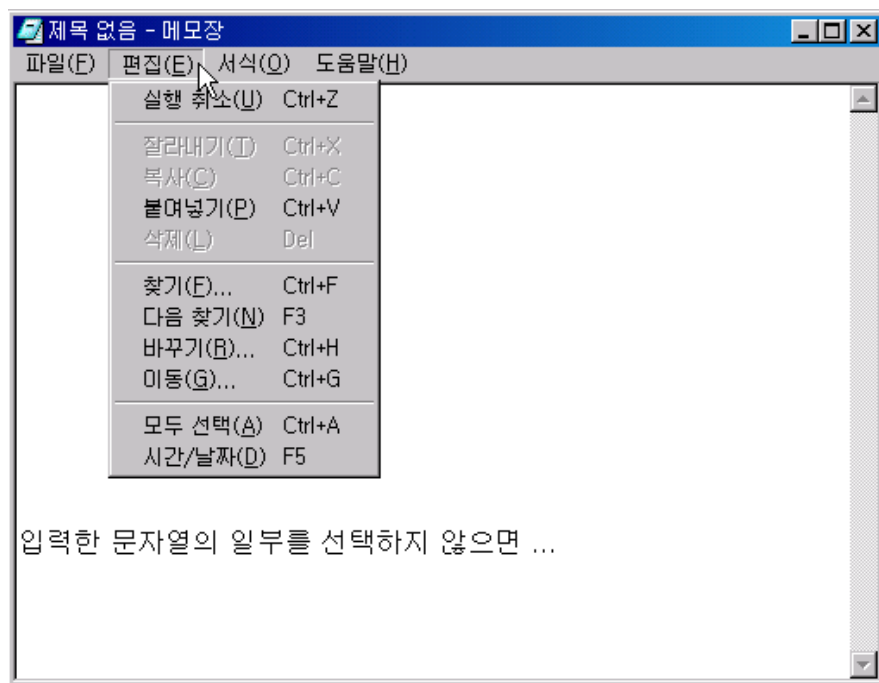 제목 없음 - 메모장
파일(F) 편집(E) 서식(O) 도움말(H)
실행 취소(U) Ctrl+Z
잘라내기(T) Ctrl+X
복사(C) Ctrl+C
붙여넣기(P) Ctrl+V
삭제(L) Del
찾기(F)... Ctrl+F
다음 찾기(N) F3
바꾸기(R)... Ctrl+H
이동(G)... Ctrl+G
모두 선택(A) Ctrl+A
시간/날짜(D) F5
입력한 문자열의 일부를 선택하지 않으면 ...